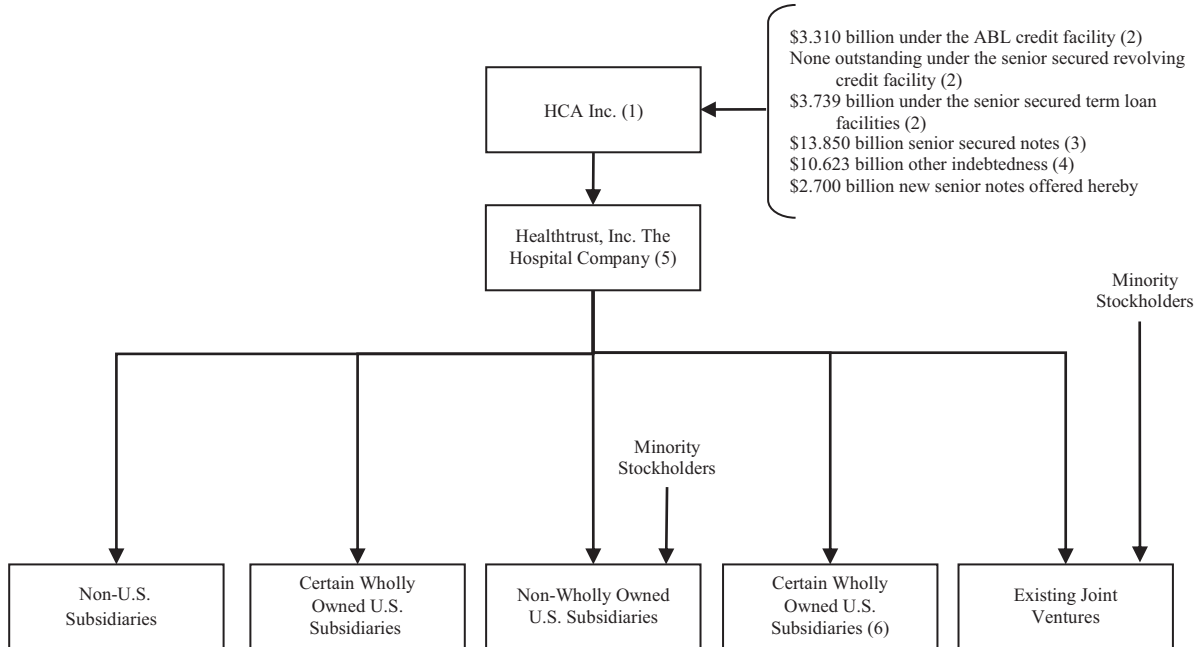 $3.310 billion under the ABL credit facility (2)
None outstanding under the senior secured revolving
credit facility (2)
$3.739 billion under the senior secured term loan
facilities (2)
$13.850 billion senior secured notes (3)
$10.623 billion other indebtedness (4)
$2.700 billion new senior notes offered hereby
HCA Inc. (1)
Healthtrust, Inc. The
Hospital Company (5)
Minority
Stockholders
Minority
Stockholders
Non-U.S.
Subsidiaries
Certain Wholly
Owned U.S.
Subsidiaries
Non-Wholly Owned
U.S. Subsidiaries
Certain Wholly
Owned U.S.
Subsidiaries (6)
Existing Joint
Ventures